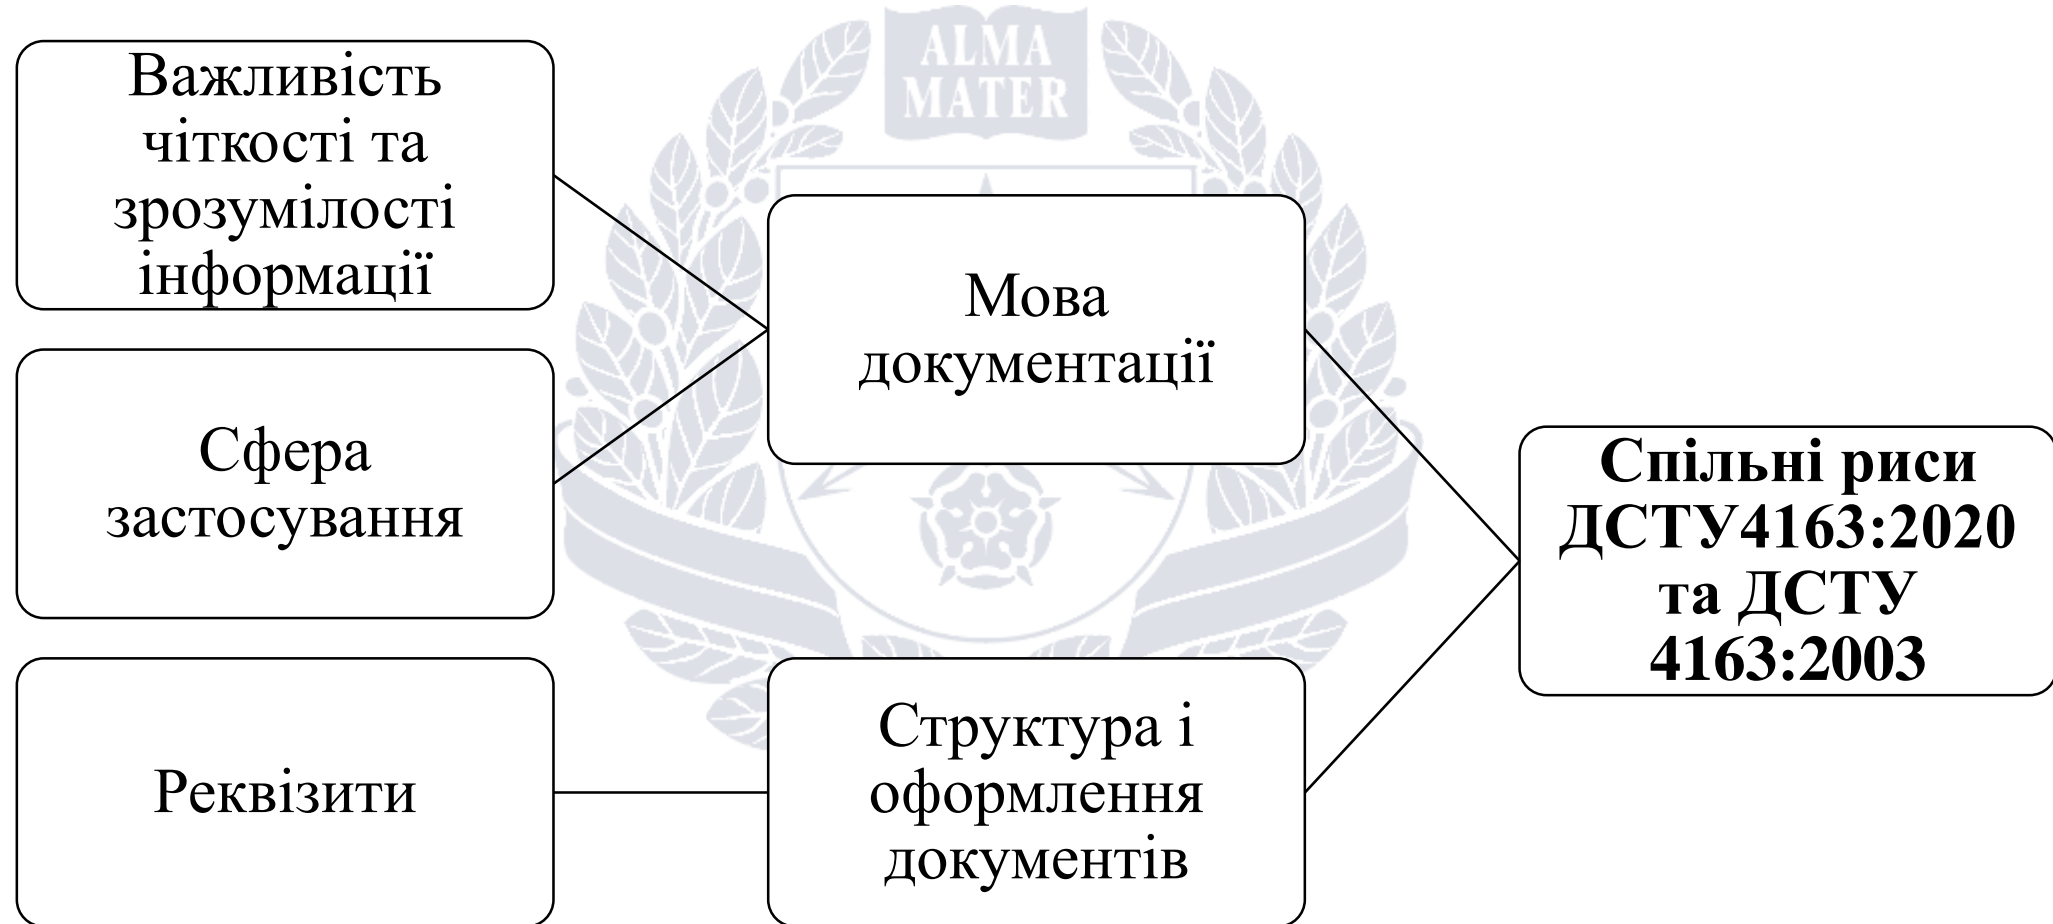 ALMA
MATER
Важливість
чіткості та
зрозумілості
інформації
Мова
документації
Сфера
застосування
Спільні риси
ДСТУ4163:2020
та ДСТУ
4163:2003
Реквізити
Структура і
оформлення
документів